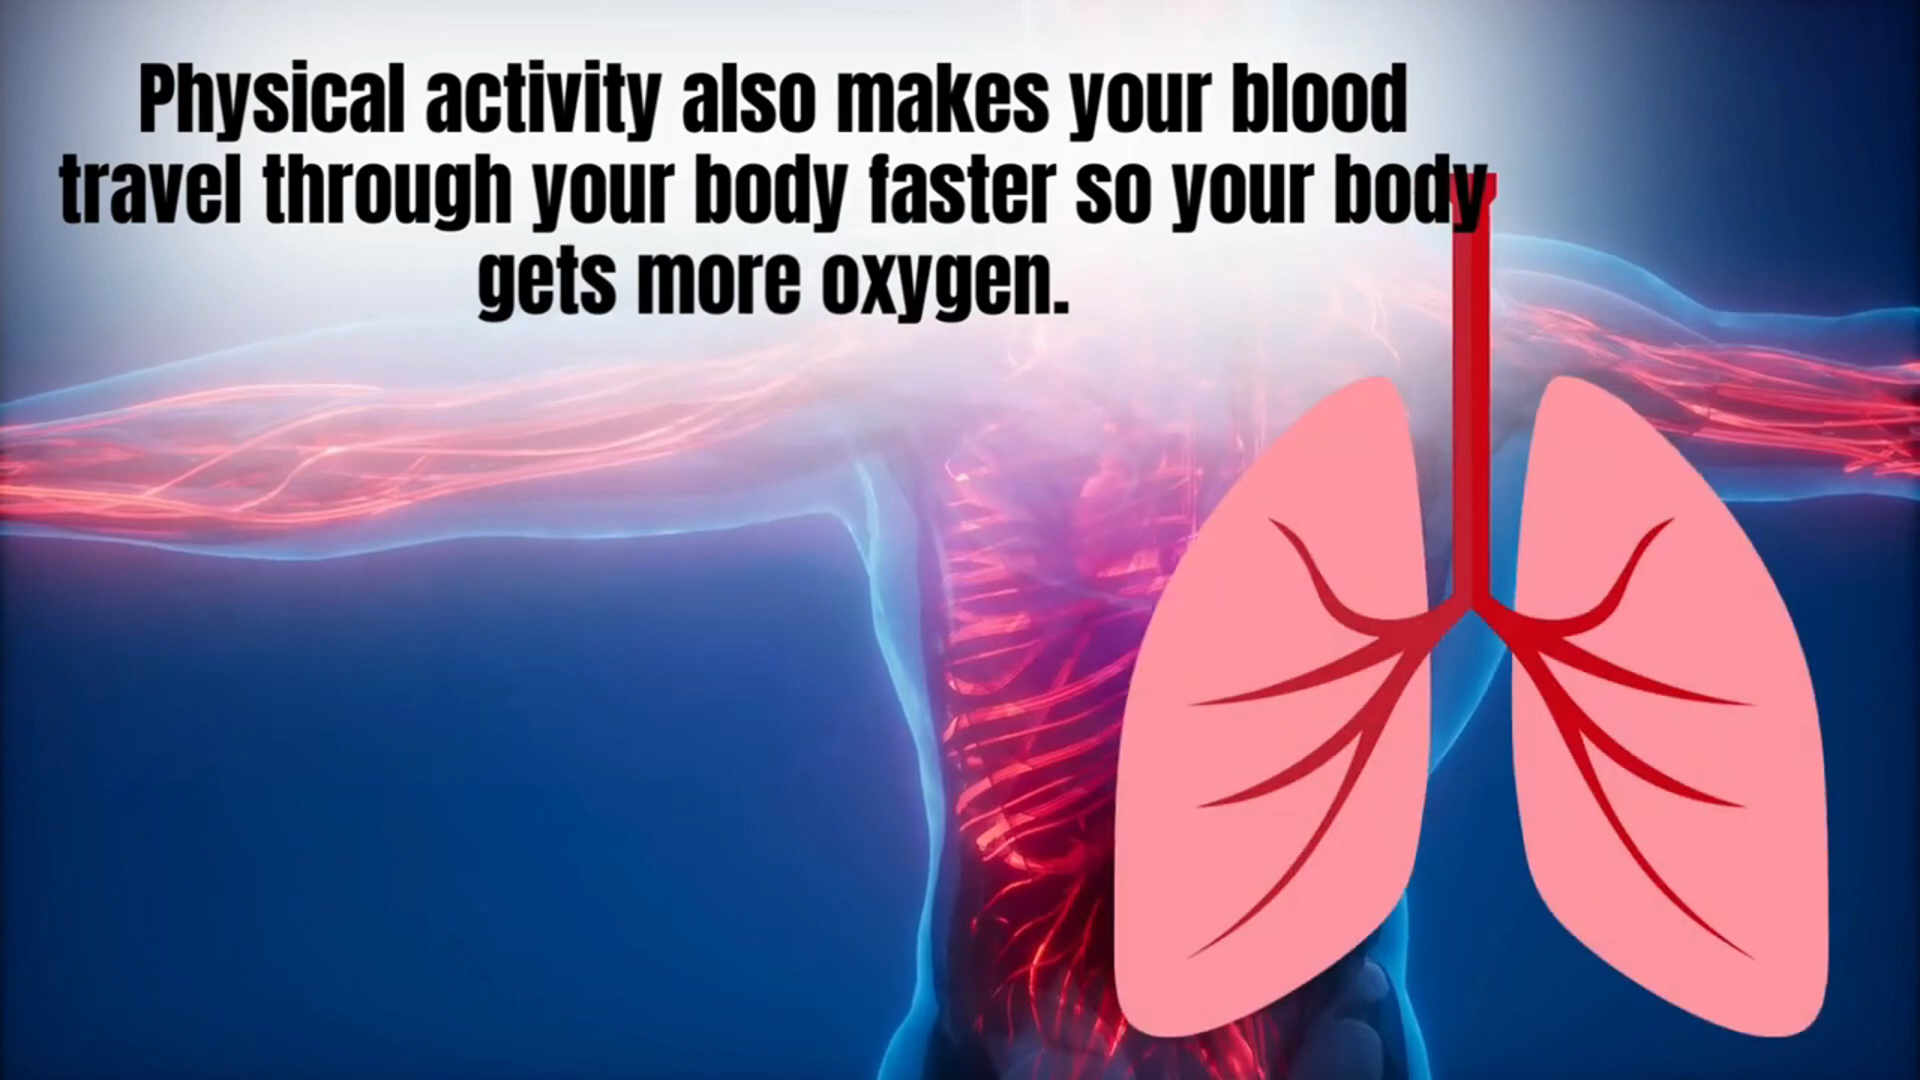 Physical activity also makes your blood
travel through your body faster so your body
gets more oxygen.